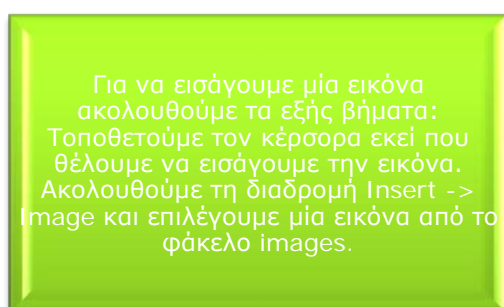 Για να εισάγουμε μία εικόνα
ακολουθούμε τα εξής βήματα:
Τοποθετούμε τον κέρσορα εκεί που
θέλουμε να εισάγουμε την εικόνα.
Ακολουθούμε τη διαδρομή Insert ->
Image και επιλέγουμε μία εικόνα από το
φάκελο images.